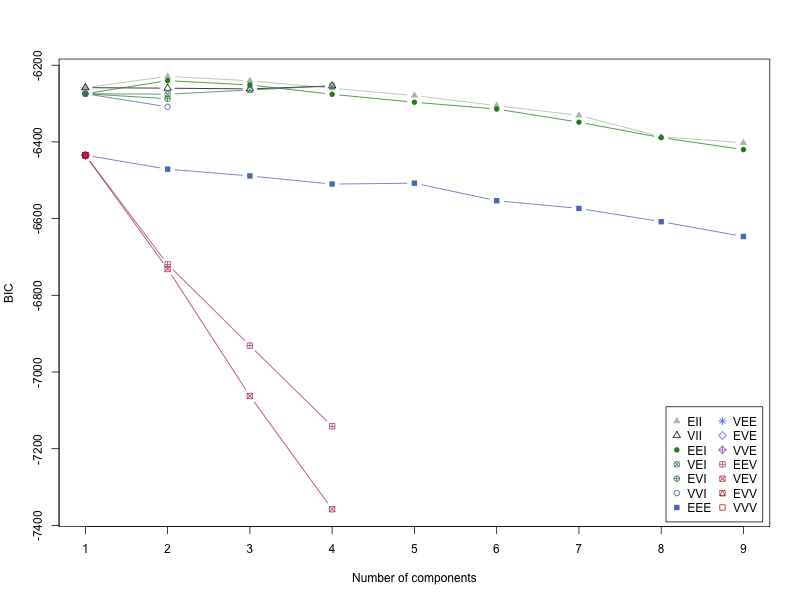 -6200
-6400
-6600
-6800
-7000
-7200
-7400
BIC
EII VEE
VII EVE
EEI VVE
VEI EEV
EVI VEV
VVI EVV
EEE VVV
1 2 3 4 5 6 7 8 9
Number of components